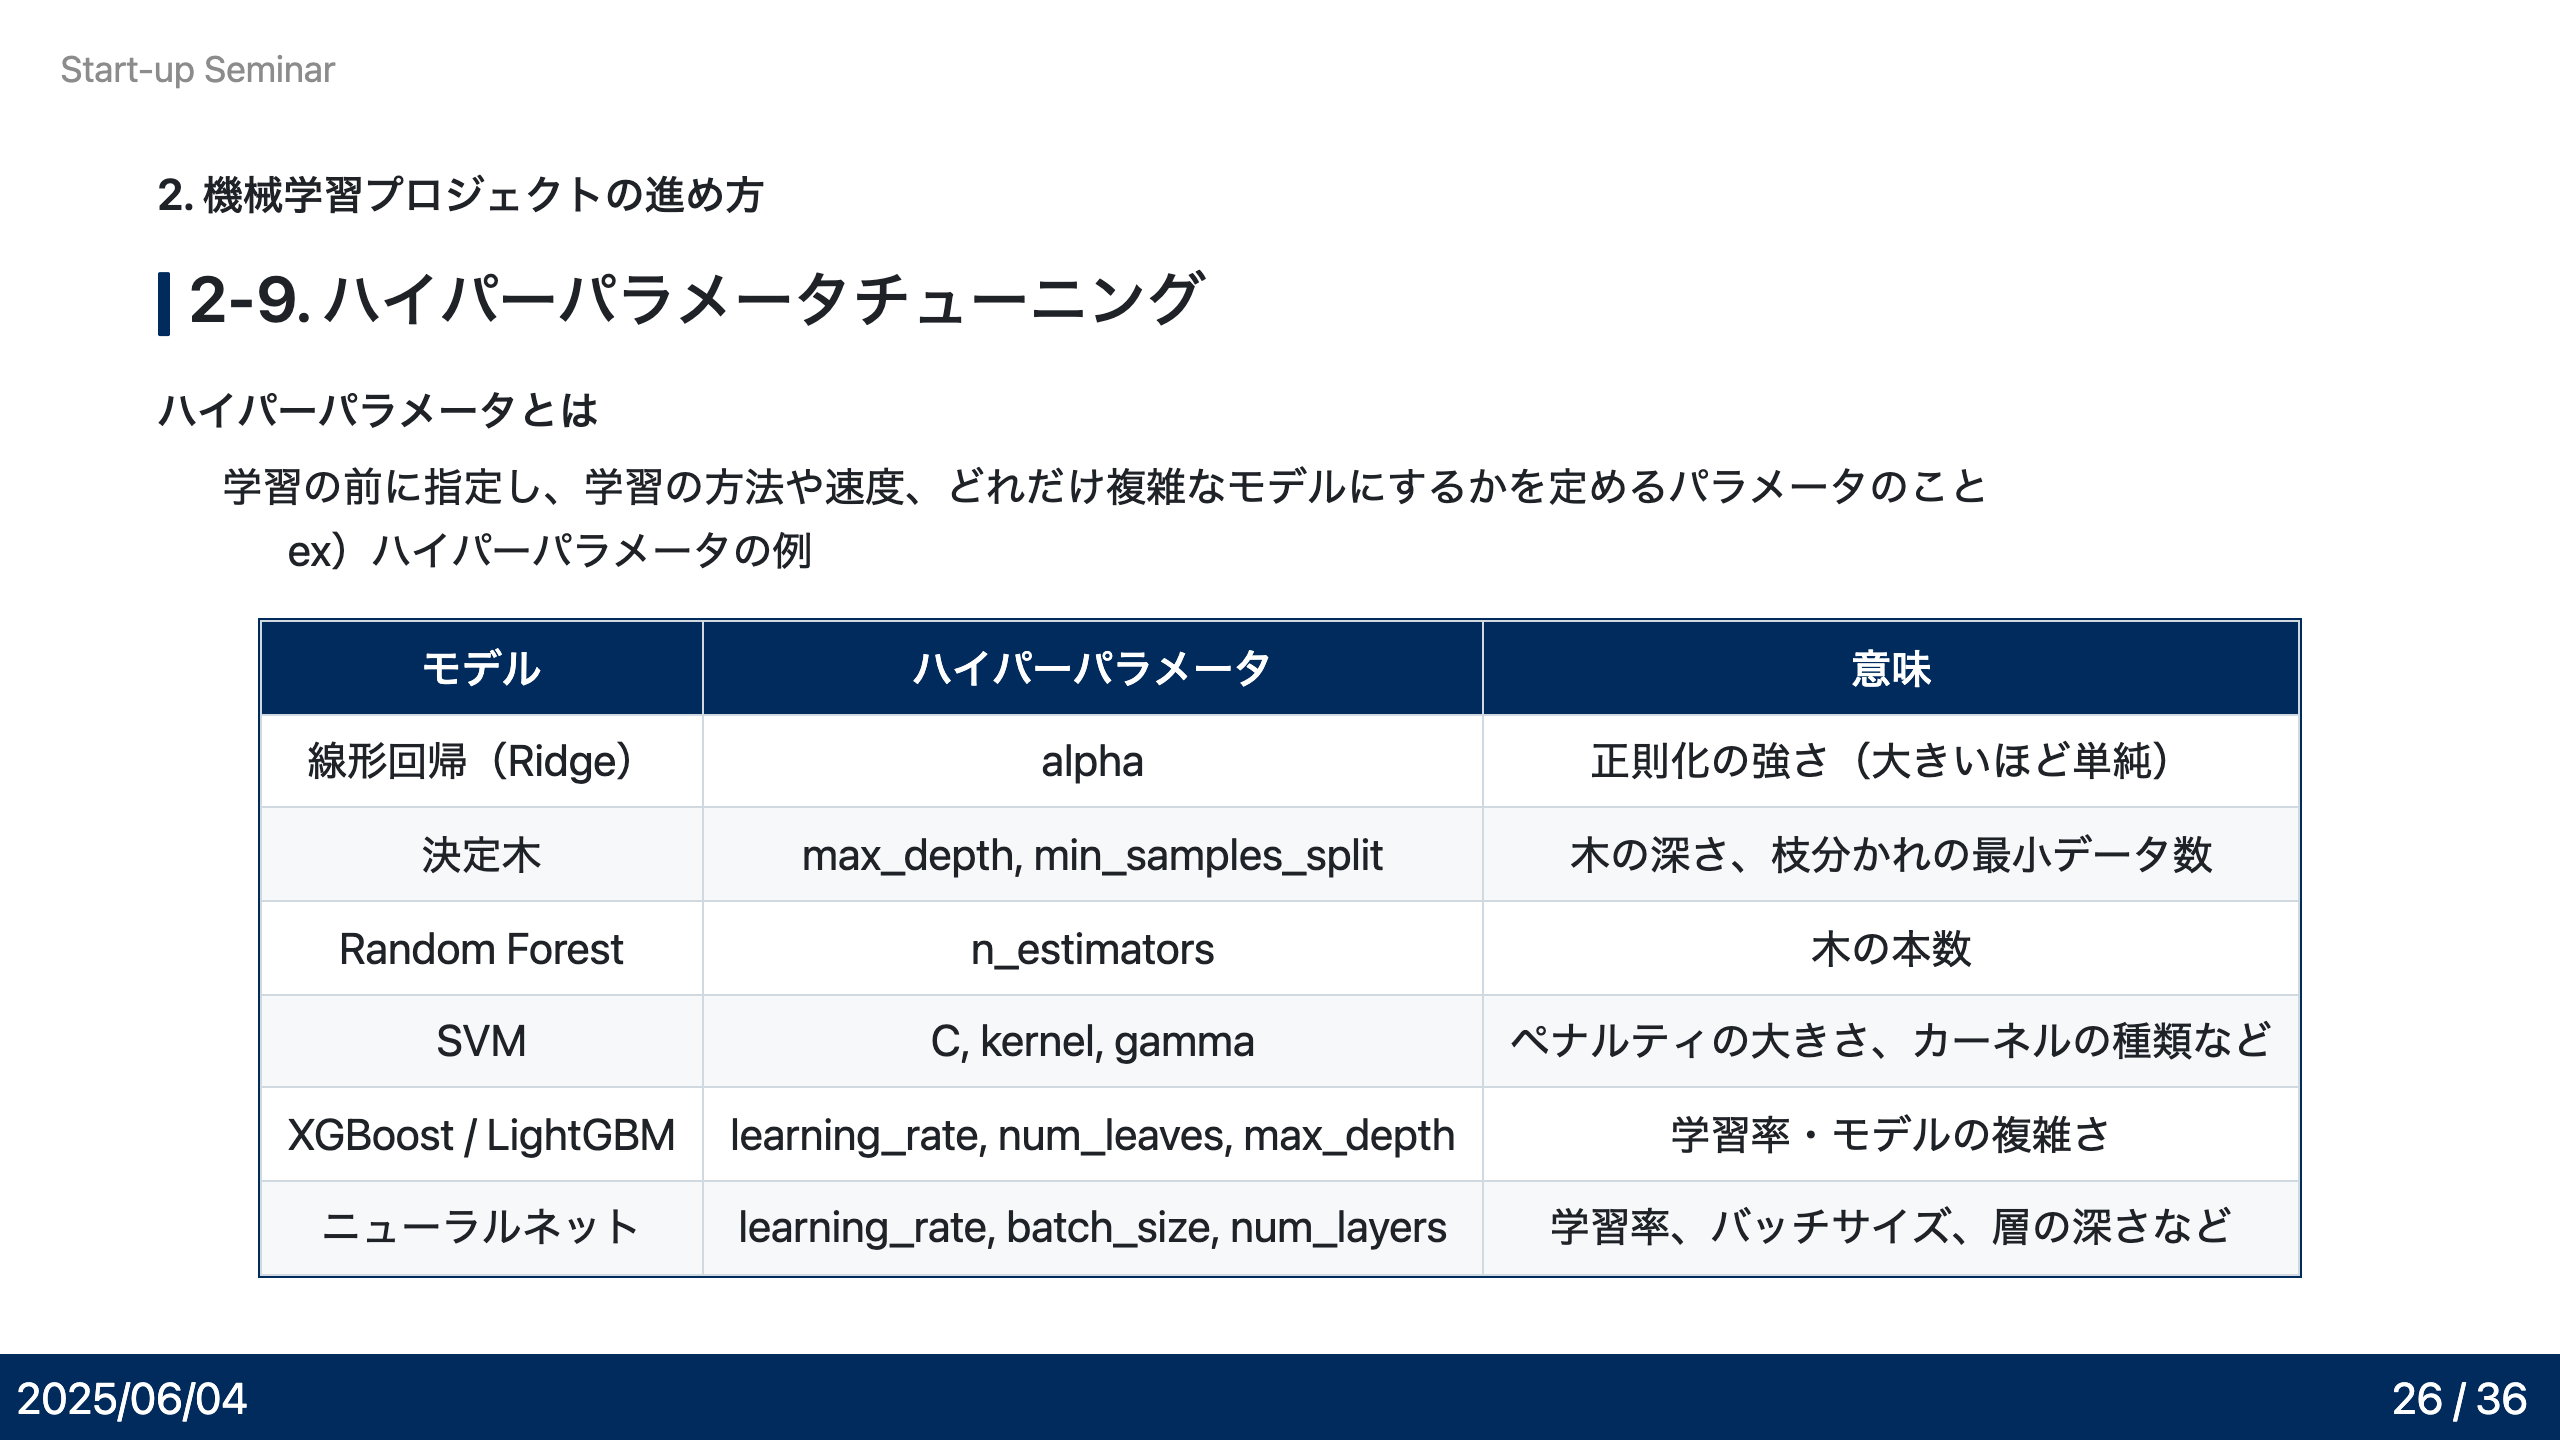 Start-up Seminar
2. 機械学習プロジェクトの進め方
2-9. ハイパーパラメータチューニング
ハイパーパラメータとは
学習の前に指定し、学習の方法や速度、どれだけ複雑なモデルにするかを定めるパラメータのこと
ex）ハイパーパラメータの例
モデル ハイパーパラメータ 意味
線形回帰（Ridge） alpha 正則化の強さ（大きいほど単純）
決定木 max_depth, min_samples_split 木の深さ、枝分かれの最小データ数
Random Forest n_estimators 木の本数
SVM C, kernel, gamma ペナルティの大きさ、カーネルの種類など
XGBoost / LightGBM learning_rate, num_leaves, max_depth 学習率・モデルの複雑さ
ニューラルネット learning_rate, batch_size, num_layers 学習率、バッチサイズ、層の深さなど
2025/06/04 26 / 36